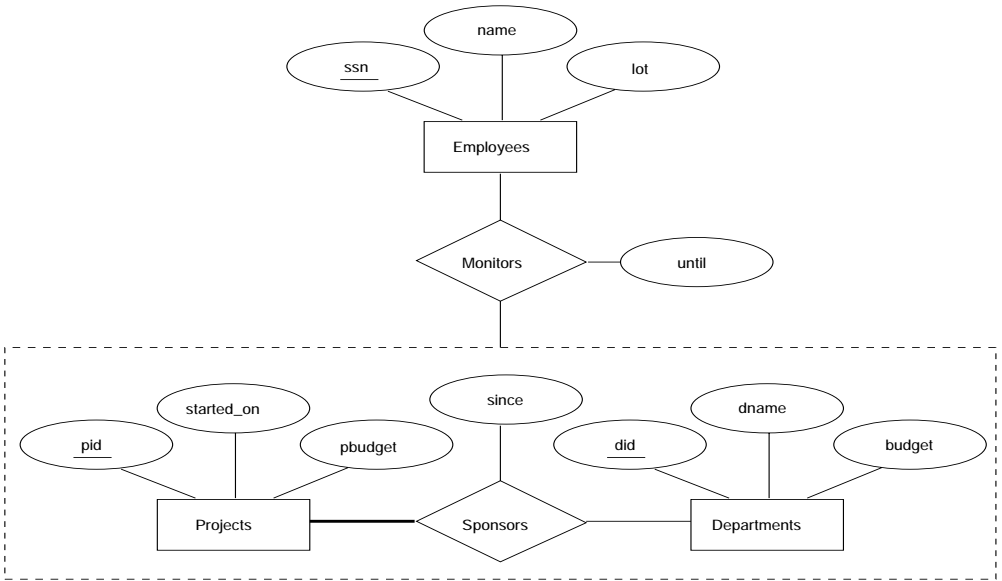 name
ssn
lot
Employees
Monitors
until
since
started_on
dname
pid
pbudget
did
budget
Projects
Sponsors
Departments